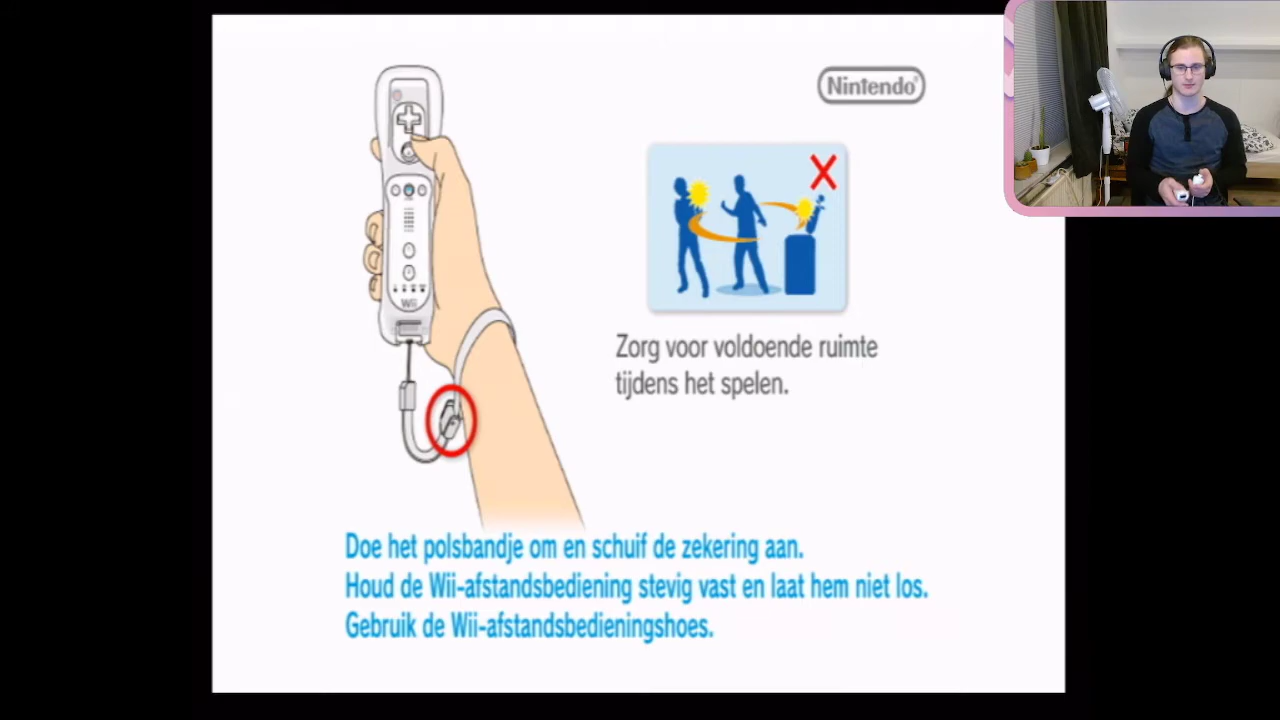 Nintendo®
Wii
Zorg voor voldoende ruimte
tijdens het spelen.
Doe het polsbandje om en schuif de zekering aan.
Houd de Wii-afstandsbediening stevig vast en laat hem niet los.
Gebruik de Wii-afstandsbedieningshoes.